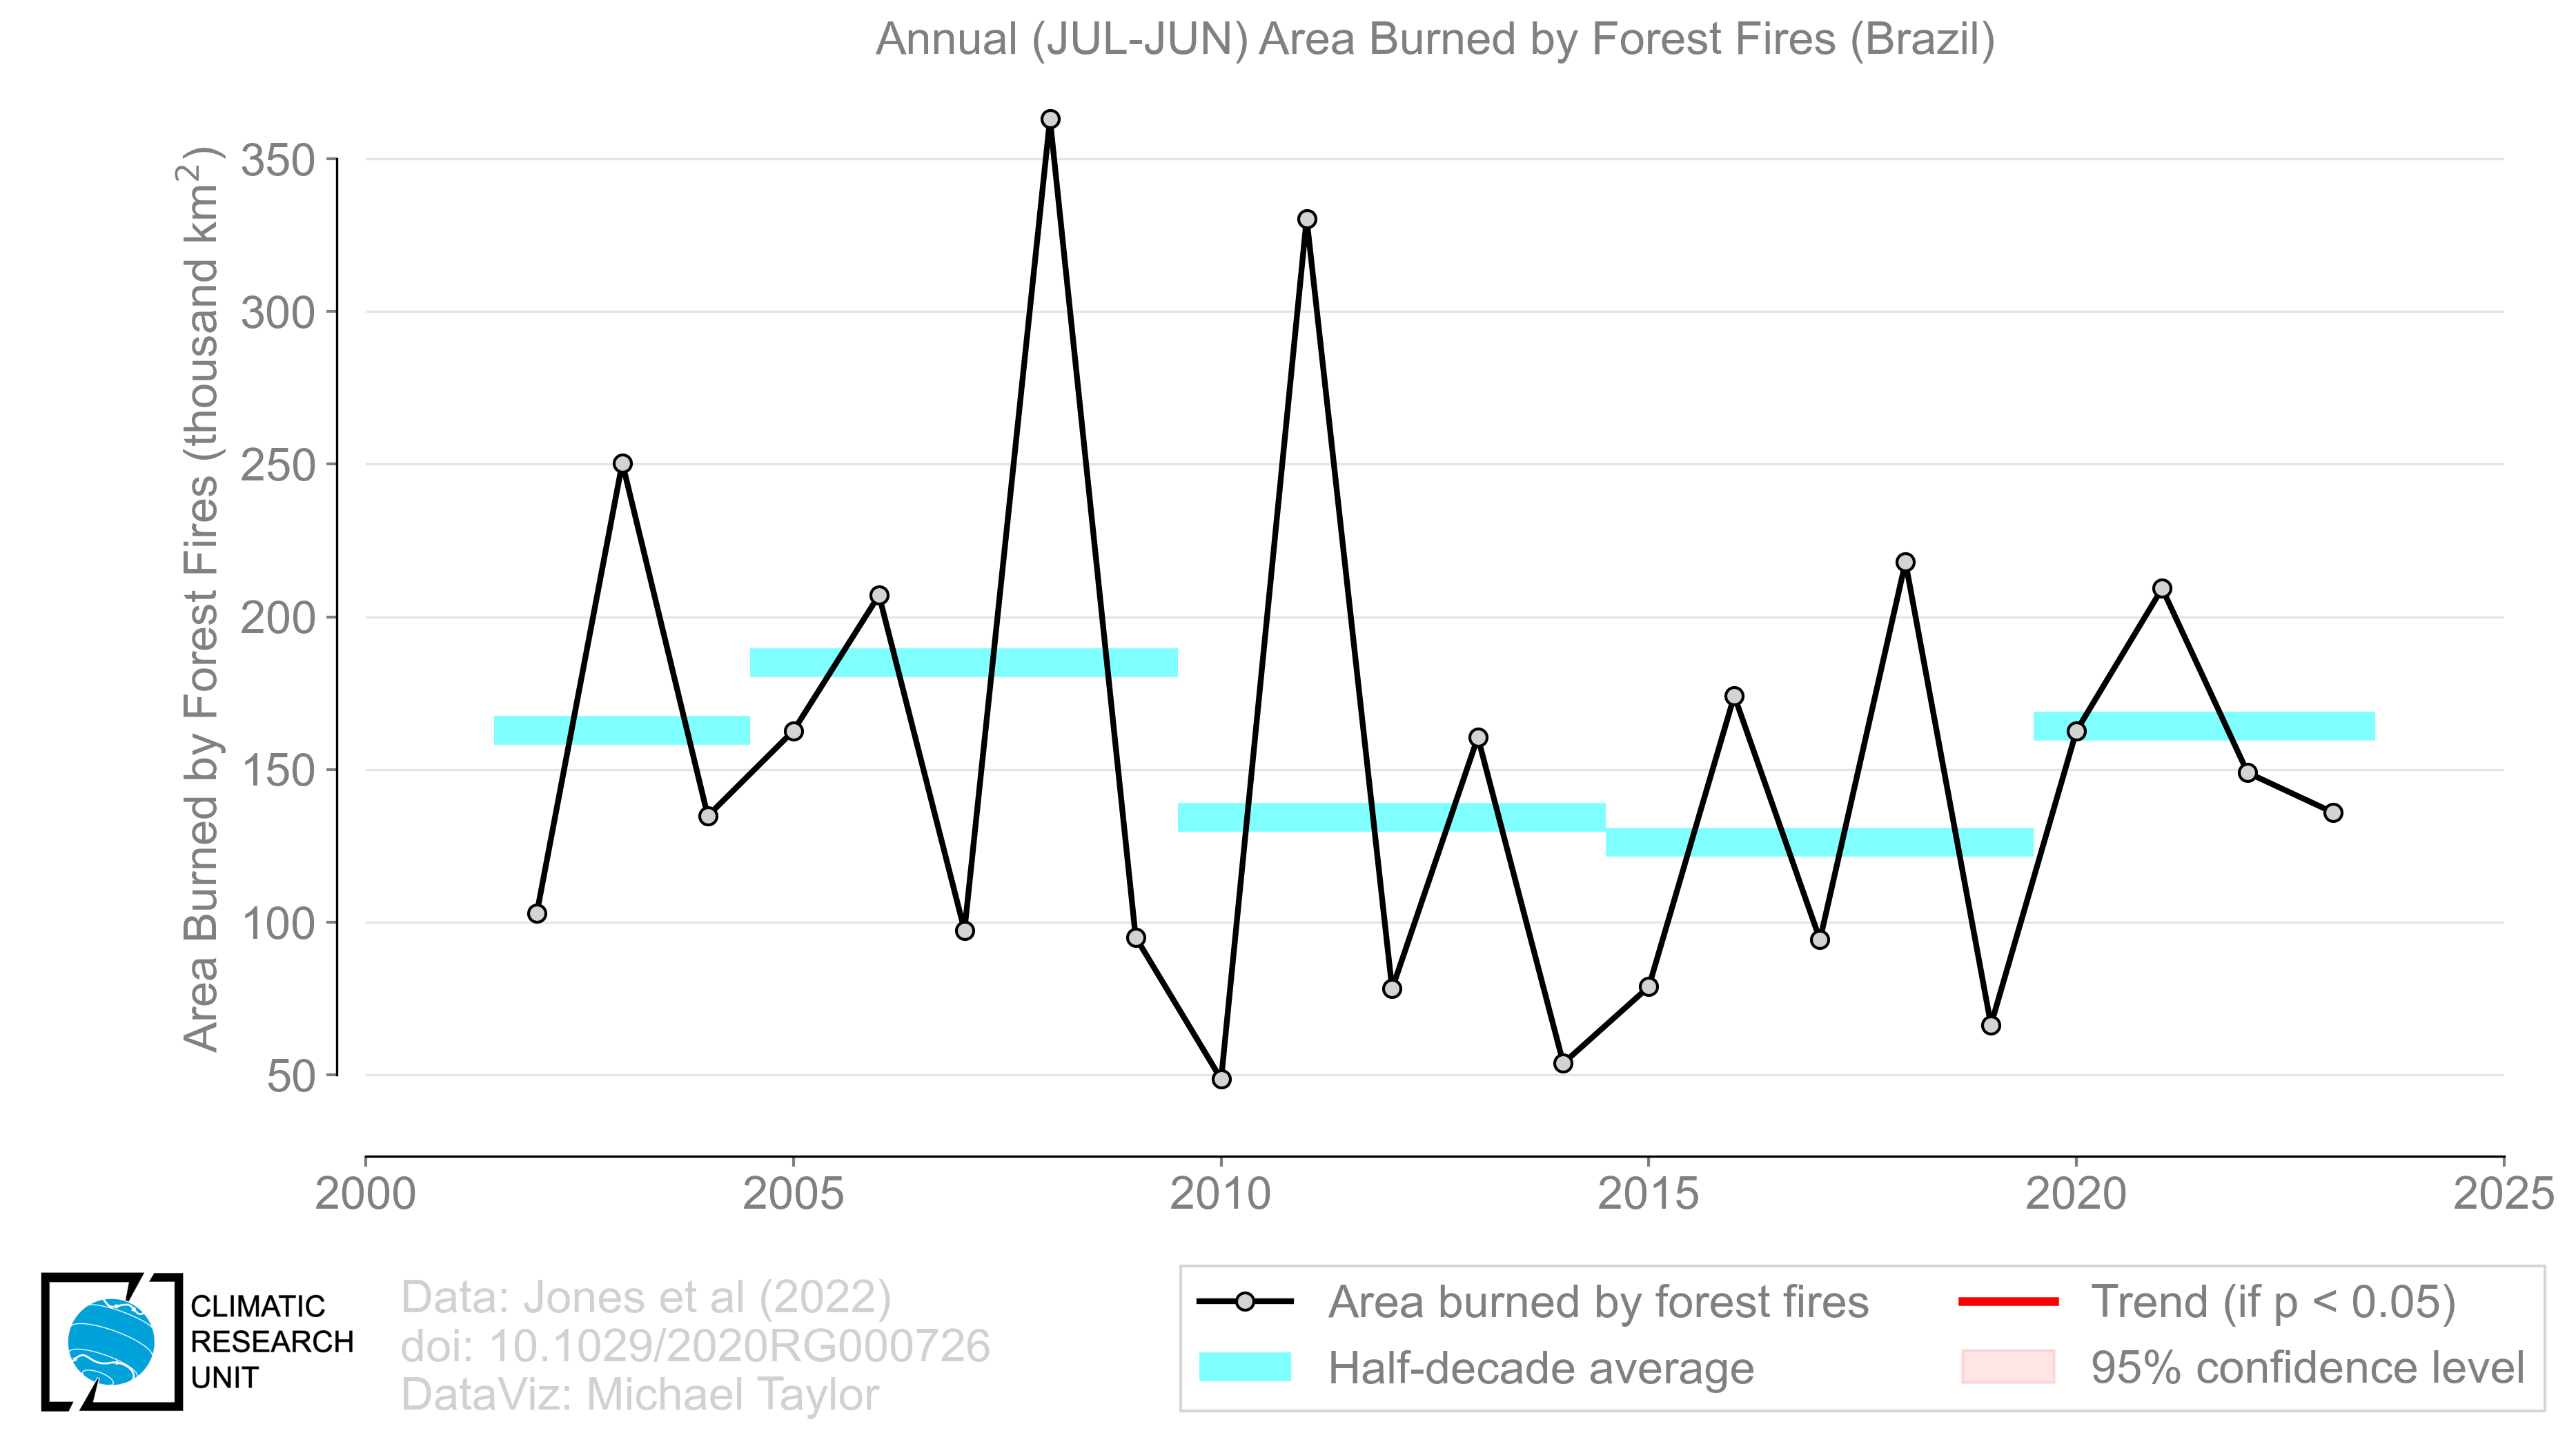 Annual (JUL-JUN) Area Burned by Forest Fires (Brazil)
Area Burned by Forest Fires (thousand km²)
350
300
250
200
150
100
50
2000
2005
2010
2015
2020
2025
CLIMATIC
RESEARCH
UNIT
Data: Jones et al (2022)
doi: 10.1029/2020RG000726
DataViz: Michael Taylor
Area burned by forest fires
Half-decade average
Trend (if p < 0.05)
95% confidence level